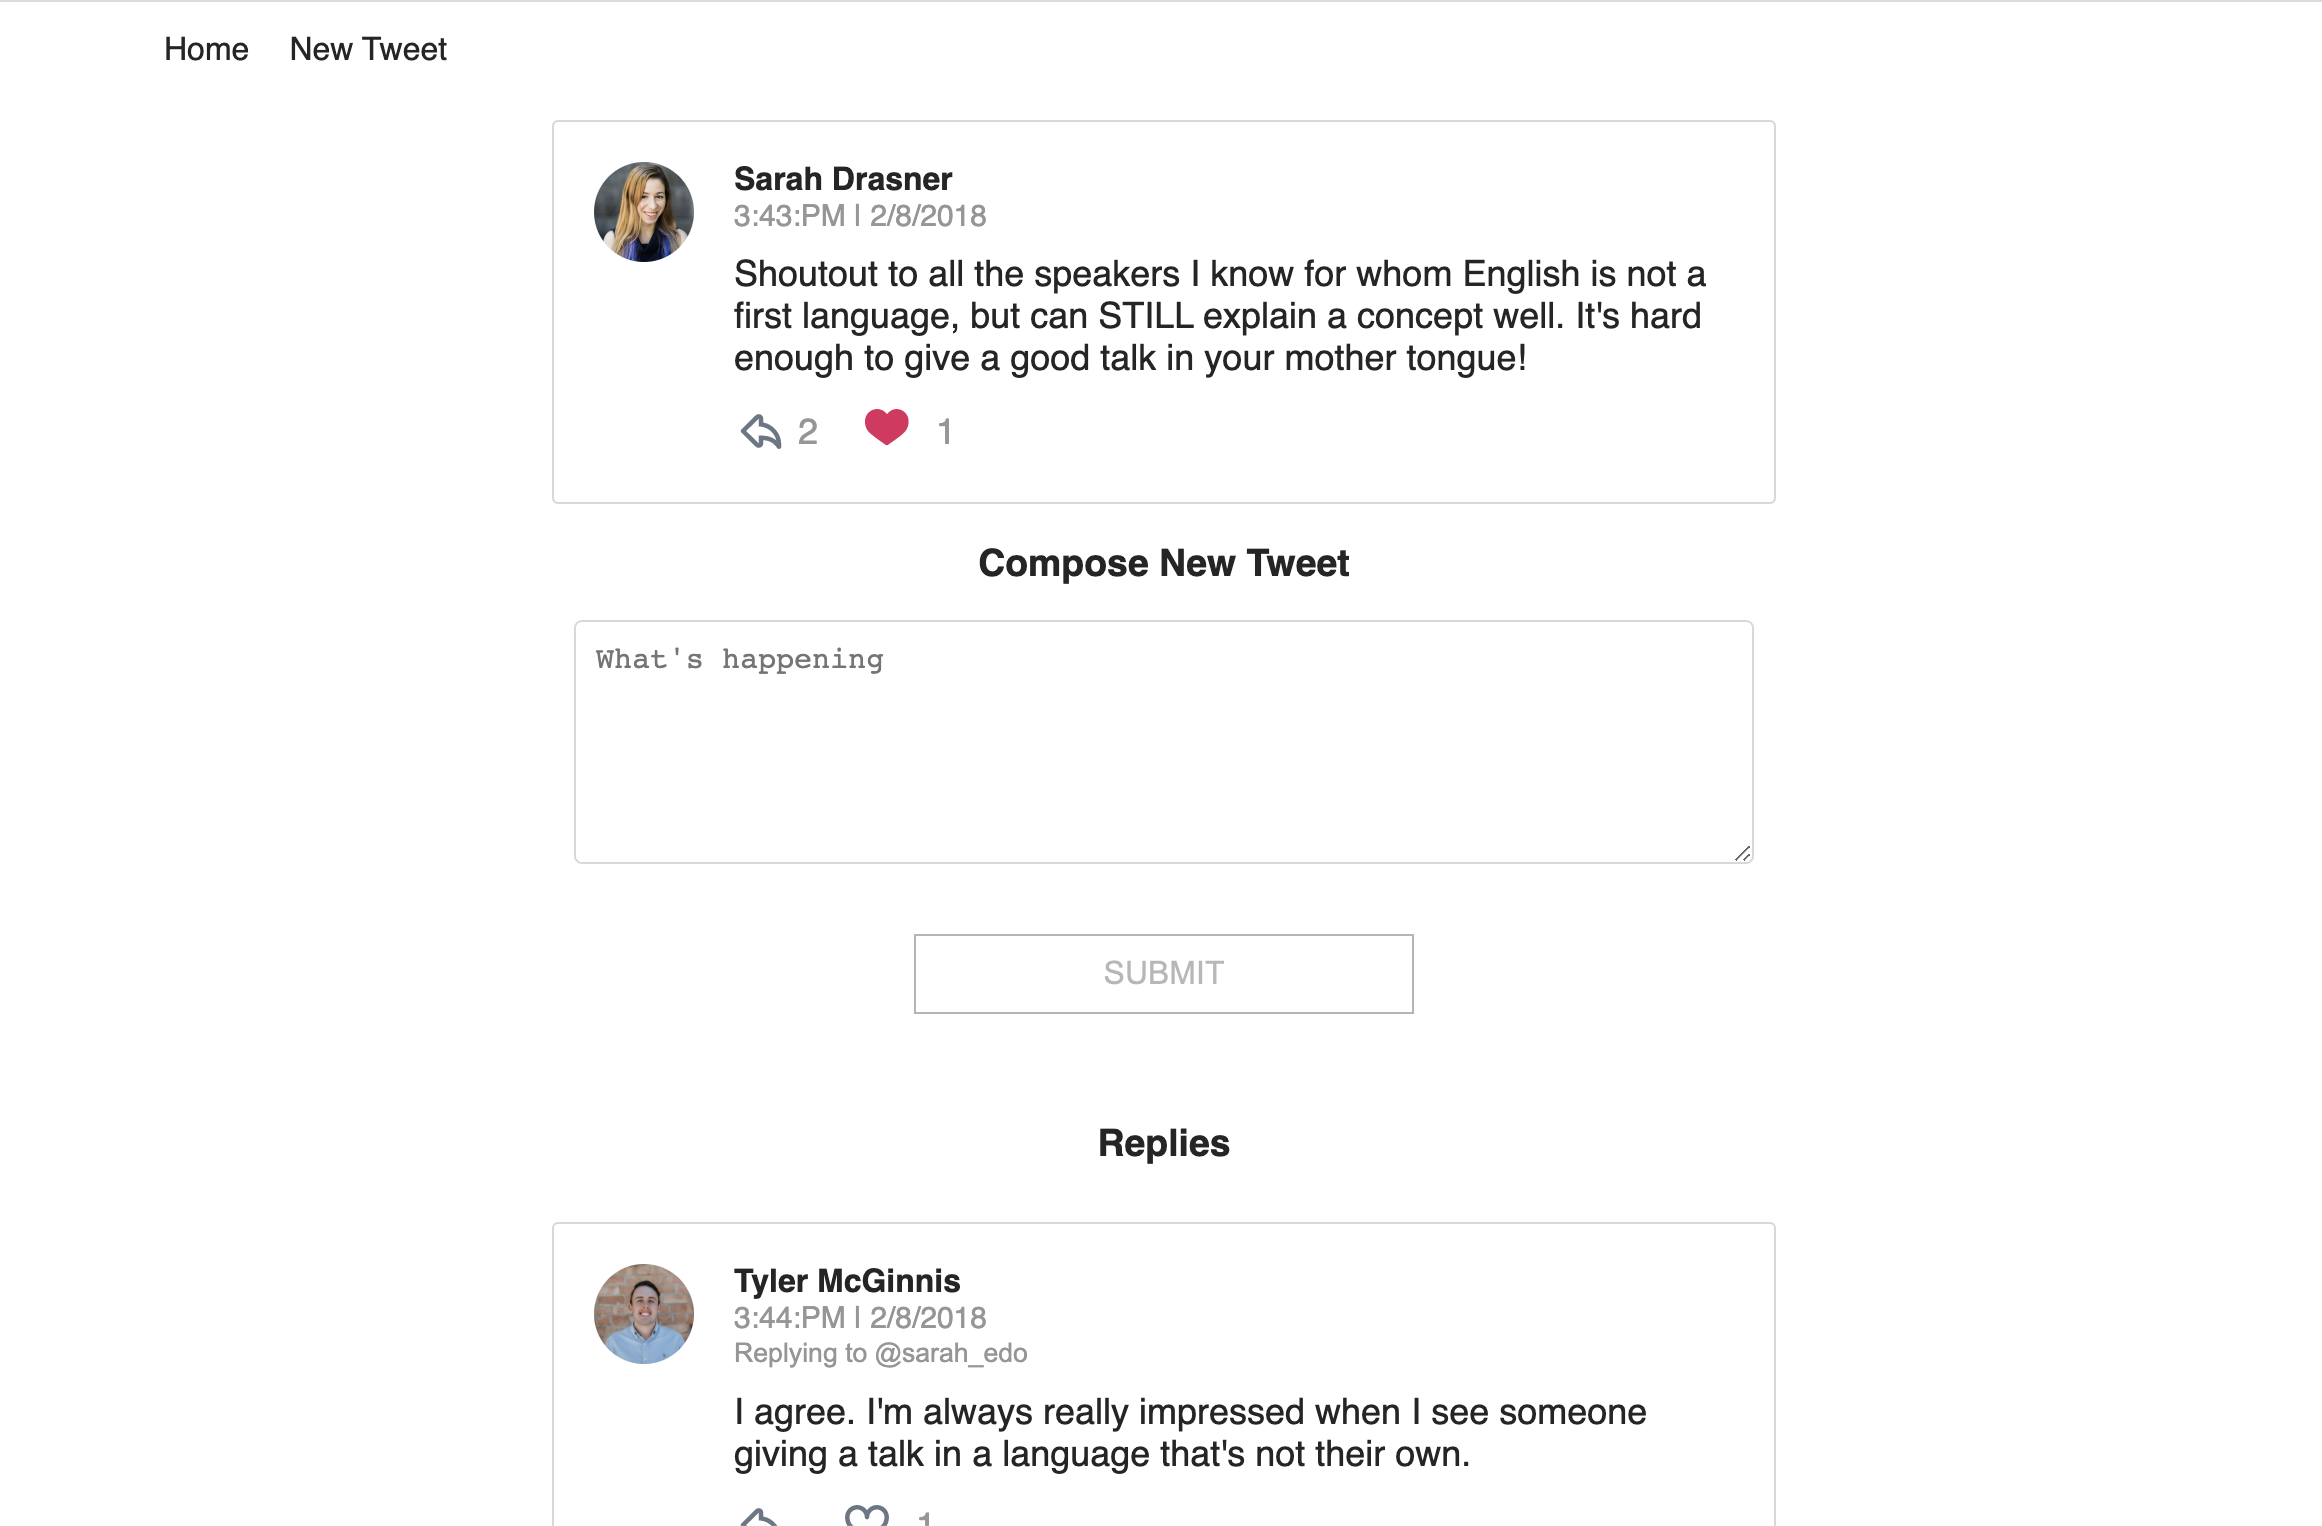 Home New Tweet
Sarah Drasner
3:43:PM | 2/8/2018
Shoutout to all the speakers I know for whom English is not a
first language, but can STILL explain a concept well. It's hard
enough to give a good talk in your mother tongue!
2 1
Compose New Tweet
What's happening
SUBMIT
Replies
Tyler McGinnis
3:44:PM | 2/8/2018
Replying to @sarah_edo
I agree. I'm always really impressed when I see someone
giving a talk in a language that's not their own.
1